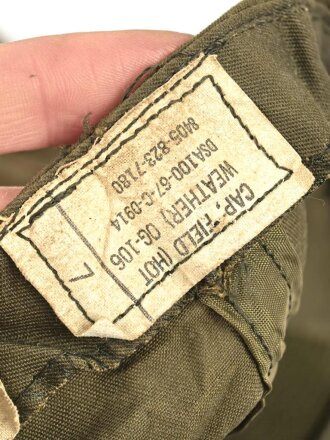 CAP, FIELD (HOT
WEATHER) OG-106
DSA100-67-C-0914
8405-823-7180
7